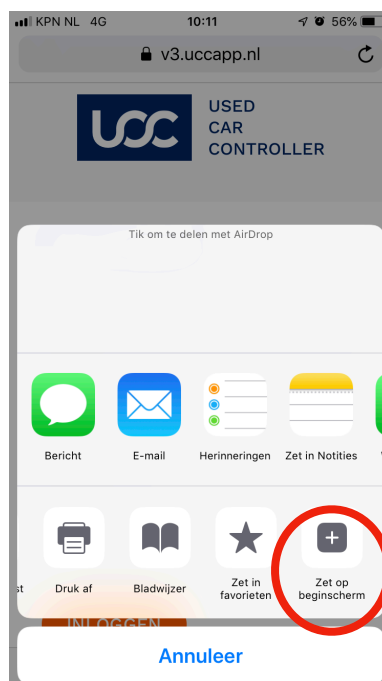 KPN NL 4G 10:11 56%
v3.uccapp.nl
UCC
USED
CAR
CONTROLLER
Tik om te delen met AirDrop
Bericht E-mail Herinneringen Zet in Notities
st Druk af Bladwijzer Zet in
favorieten Zet op
beginscherm
INLOGGEN
Annuleer